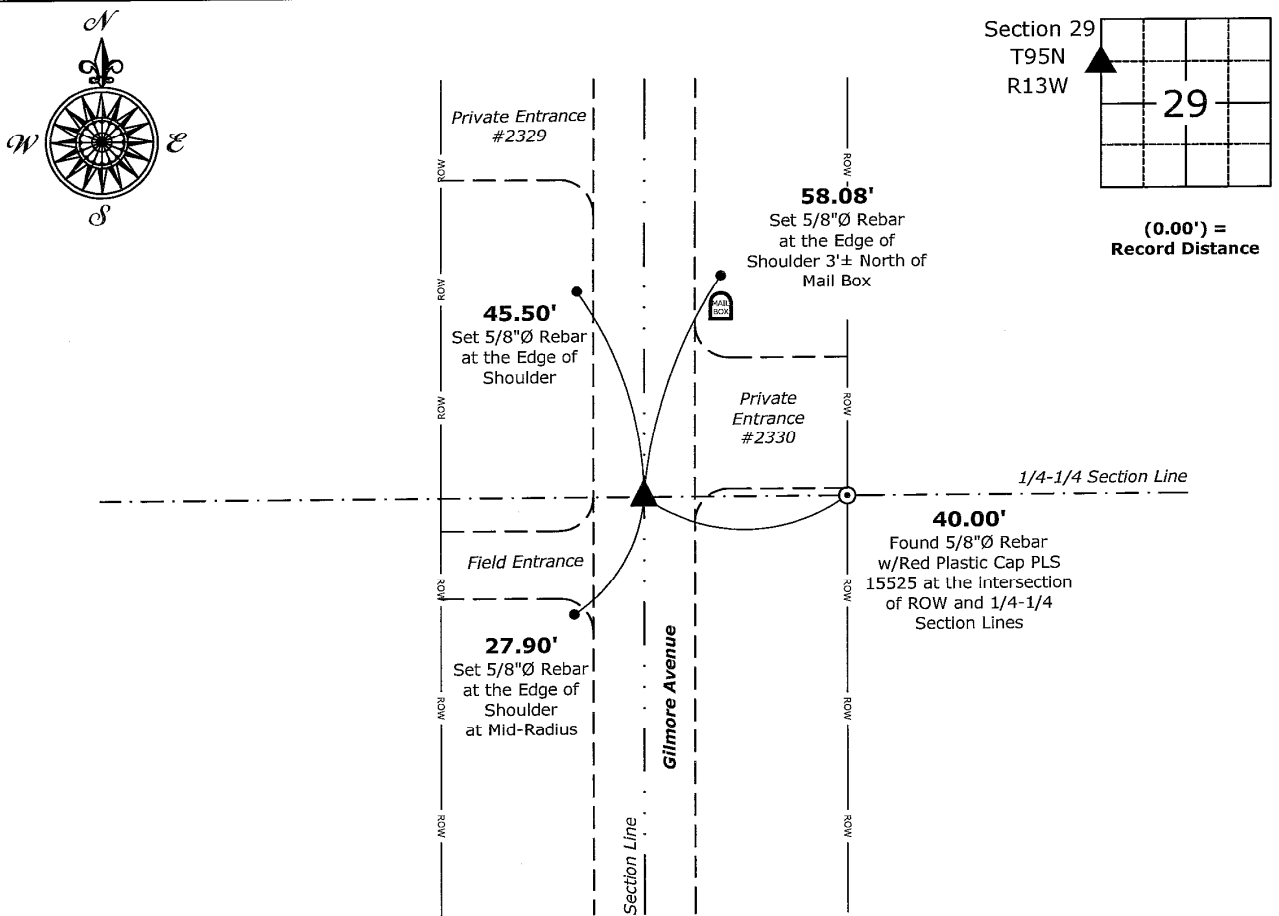 N
W
E
S
Section 29
T95N
R13W
29
(0.00') =
Record Distance
Private Entrance
#2329
ROW
ROW
58.08'
Set 5/8"Ø Rebar
at the Edge of
Shoulder 3'± North of
Mail Box
ROW
MAIL
BOX
45.50'
Set 5/8"Ø Rebar
at the Edge of
Shoulder
Private
Entrance
#2330
ROW
ROW
1/4-1/4 Section Line
40.00'
Found 5/8"Ø Rebar
w/Red Plastic Cap PLS
15525 at the Intersection
of ROW and 1/4-1/4
Section Lines
Field Entrance
ROW
ROW
27.90'
Set 5/8"Ø Rebar
at the Edge of
Shoulder
at Mid-Radius
Gilmore Avenue
ROW
ROW
Section Line
ROW
ROW